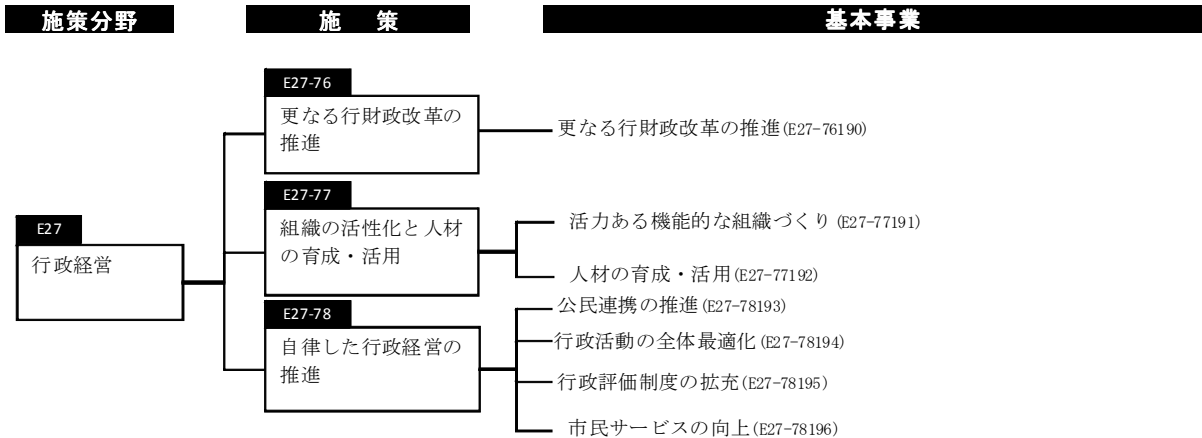 施策分野
施　策
基本事業
E27-76
更なる行財政改革の
推進
更なる行財政改革の推進(E27-76190)
E27-77
組織の活性化と人材
の育成・活用
活力ある機能的な組織づくり(E27-77191)
人材の育成・活用(E27-77192)
E27
行政経営
E27-78
自律した行政経営の
推進
公民連携の推進(E27-78193)
行政活動の全体最適化(E27-78194)
行政評価制度の拡充(E27-78195)
市民サービスの向上(E27-78196)